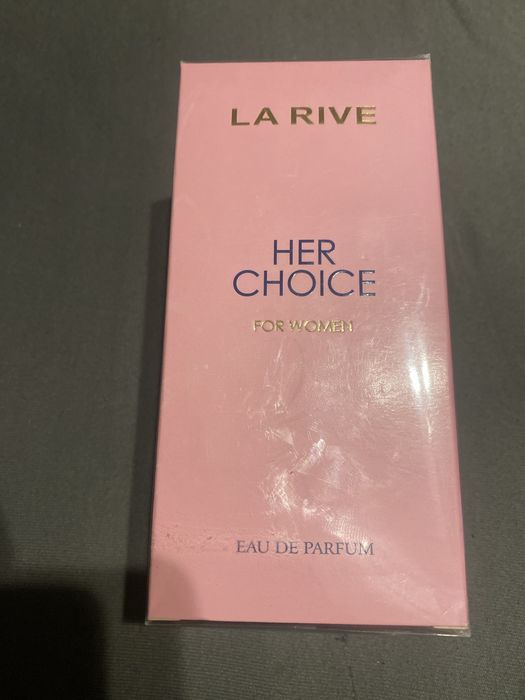 LA RIVE
HER
CHOICE
FOR WOMEN
EAU DE PARFUM